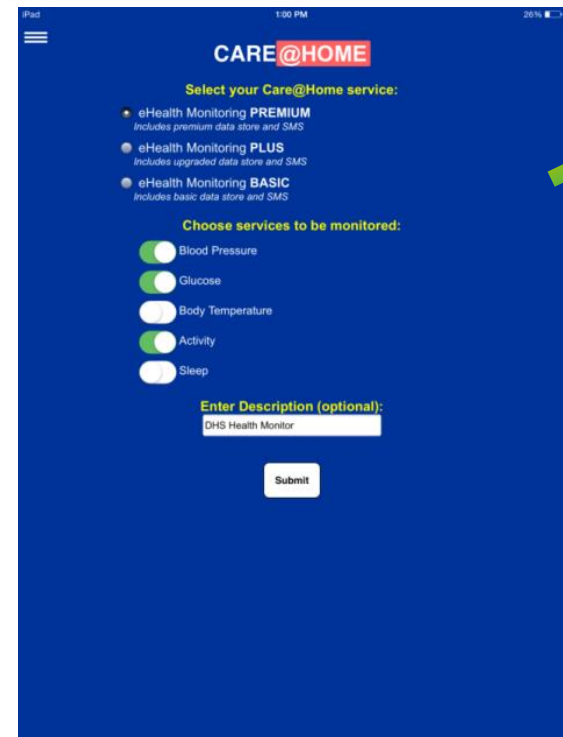 iPad 1:00 PM 26%
CARE@HOME
Select your Care@Home service:
eHealth Monitoring PREMIUM
Includes premium data store and SMS
eHealth Monitoring PLUS
Includes upgraded data store and SMS
eHealth Monitoring BASIC
Includes basic data store and SMS
Choose services to be monitored:
Blood Pressure
Glucose
Body Temperature
Activity
Sleep
Enter Description (optional):
DHS Health Monitor
Submit